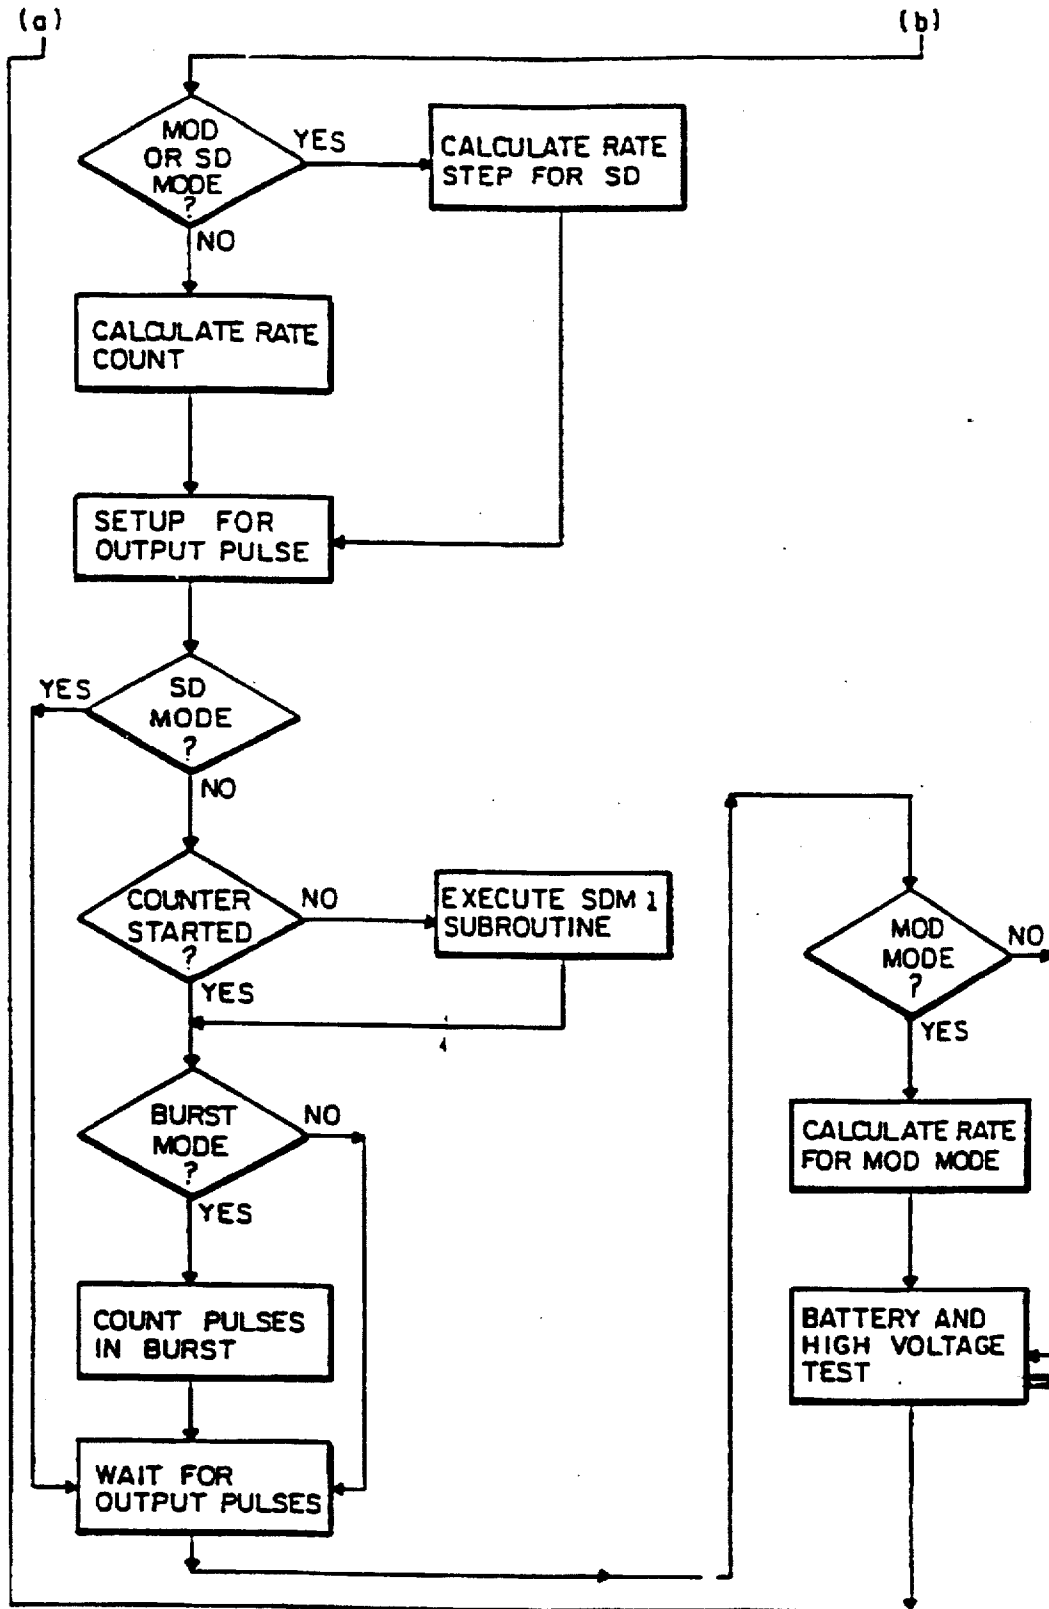 (a)
(b)
MOD
OR SD
MODE
?
YES
NO
CALCULATE RATE
STEP FOR SD
CALCULATE RATE
COUNT
SETUP FOR
OUTPUT PULSE
YES
SD
MODE
?
NO
COUNTER
STARTED
?
NO
YES
EXECUTE SDM 1
SUBROUTINE
BURST
MODE
?
NO
YES
COUNT PULSES
IN BURST
WAIT FOR
OUTPUT PULSES
MOD
MODE
?
NO
YES
CALCULATE RATE
FOR MOD MODE
BATTERY AND
HIGH VOLTAGE
TEST